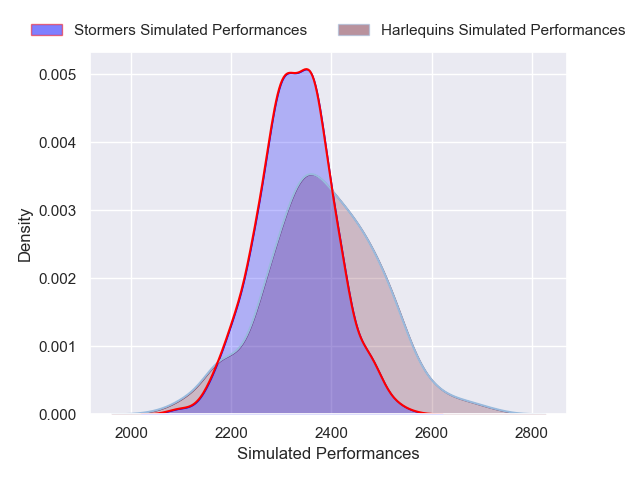 Stormers Simulated Performances Harlequins Simulated Performances
0.005
0.004
0.003
0.002
0.001
0.000
Density
2000 2200 2400 2600 2800
Simulated Performances